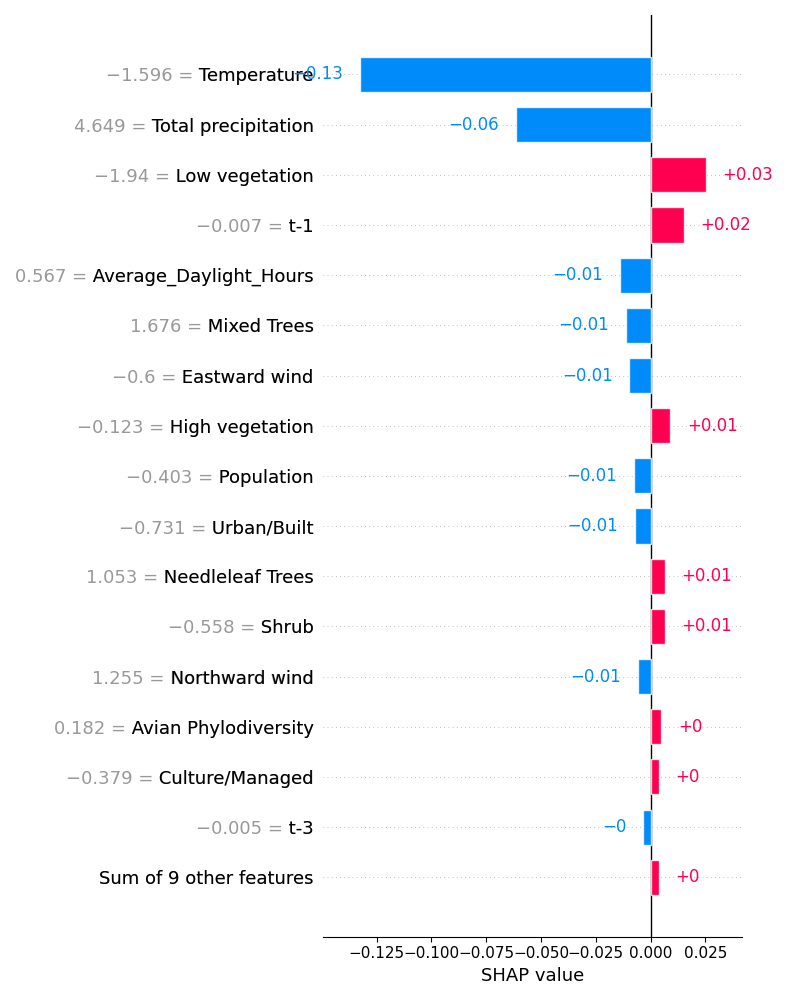 −1.596 = Temperature −0.13
4.649 = Total precipitation −0.06
−1.94 = Low vegetation +0.03
−0.007 = t-1 +0.02
0.567 = Average_Daylight_Hours −0.01
1.676 = Mixed Trees −0.01
−0.6 = Eastward wind −0.01
−0.123 = High vegetation +0.01
−0.403 = Population −0.01
−0.731 = Urban/Built −0.01
1.053 = Needleleaf Trees +0.01
−0.558 = Shrub +0.01
1.255 = Northward wind −0.01
0.182 = Avian Phylodiversity +0
−0.379 = Culture/Managed +0
−0.005 = t-3 −0
Sum of 9 other features +0
−0.125 −0.100 −0.075 −0.050 −0.025 0.000 0.025
SHAP value